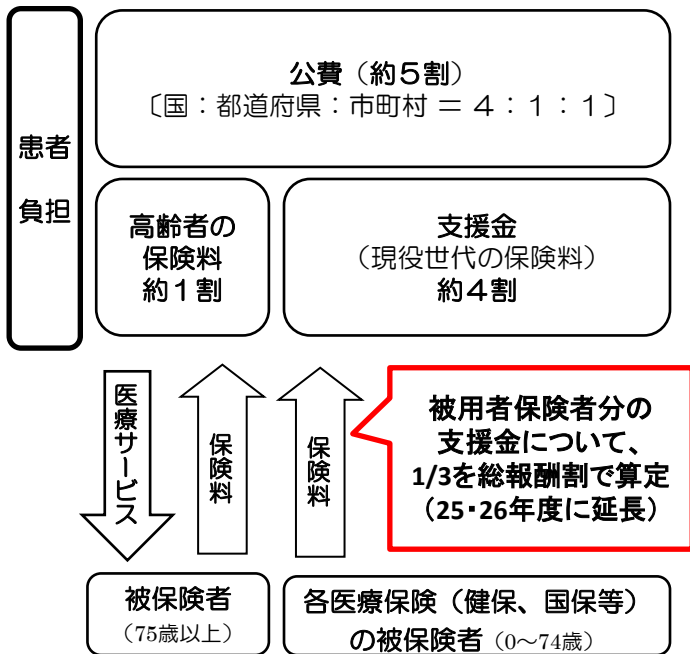 患者
負担
公費（約５割）
〔国：都道府県：市町村 ＝ ４：１：１〕
高齢者の
保険料
約１割
支援金
（現役世代の保険料）
約４割
医療サービス
保険料
保険料
被用者保険者分の
支援金について、
1/3を総報酬割で算定
（25・26年度に延長）
被保険者
（75歳以上）
各医療保険（健保、国保等）
の被保険者（0～74歳）